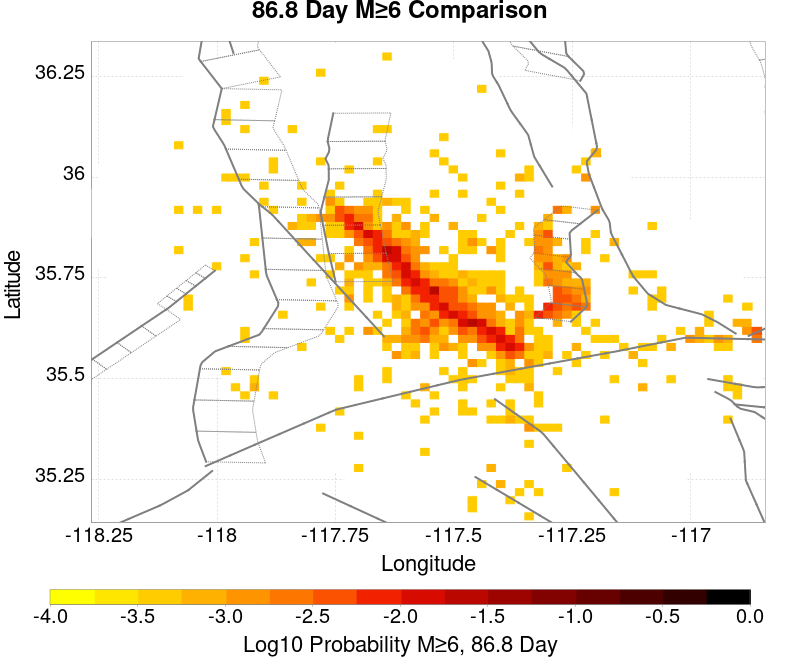 86.8 Day M≥6 Comparison
36.25
36
35.75
35.5
35.25
Latitude
-118.25 -118 -117.75 -117.5 -117.25 -117
Longitude
-4.0 -3.5 -3.0 -2.5 -2.0 -1.5 -1.0 -0.5 0.0
Log10 Probability M≥6, 86.8 Day